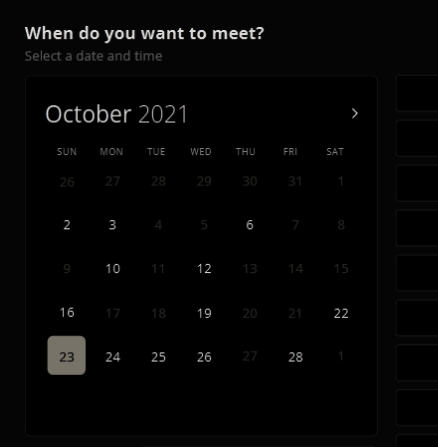 When do you want to meet?
Select a date and time
October 2021 >
SUN MON TUE WED THU FRI SAT
26 27 28 29 30 31 1
2 3 4 5 6 7 8
9 10 11 12 13 14 15
16 17 18 19 20 21 22
23 24 25 26 27 28 1